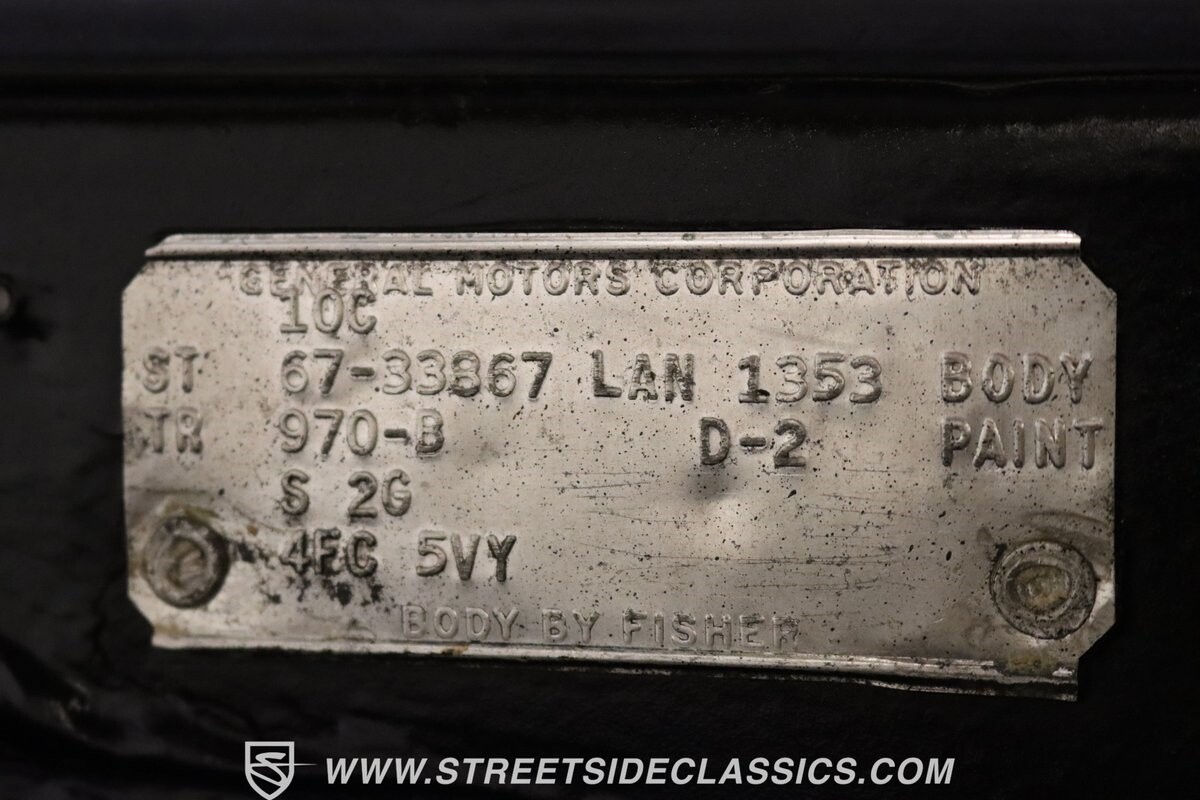 GENERAL MOTORS CORPORATION
10C
ST 67-33867 LAN 1353 BODY
TR 970-B D-2 PAINT
S 2G
4EC 5VY
BODY BY FISHER
S WWW.STREETSIDECLASSICS.COM